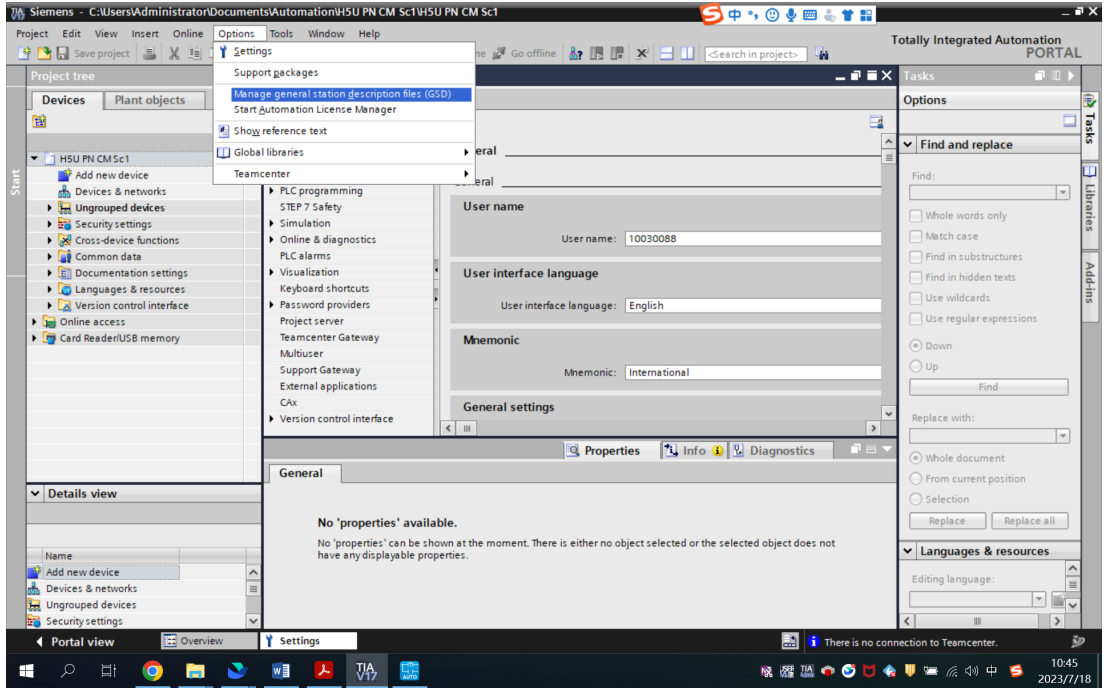 Siemens - C:\Users\Administrator\Documents\Automation\H5U PN CM Sc1\H5U PN CM Sc1
中
Project Edit View Insert Online Options Tools Window Help
Totally Integrated Automation
PORTAL
Save project
Go offline
<Search in project>
Settings
Support packages
Manage general station description files (GSD)
Start Automation License Manager
Show reference text
Global libraries
Teamcenter
Project tree
Devices
Plant objects
H5U PN CM Sc1
Add new device
Devices & networks
Ungrouped devices
Security settings
Cross-device functions
Common data
Documentation settings
Languages & resources
Version control interface
Online access
Card Reader/USB memory
Start
PLC programming
STEP 7 Safety
Simulation
Online & diagnostics
PLC alarms
Visualization
Keyboard shortcuts
Password providers
Project server
Teamcenter Gateway
Multiuser
Support Gateway
External applications
CAx
Version control interface
General
User name
User name: 10030088
User interface language
User interface language: English
Mnemonic
Mnemonic: International
General settings
Tasks
Options
Find and replace
Find:
Whole words only
Match case
Find in substructures
Find in hidden texts
Use wildcards
Use regular expressions
Down
Up
Find
Replace with:
Whole document
From current position
Selection
Replace
Replace all
Languages & resources
Editing language:
Tasks
Libraries
Add-ins
Properties
Info
Diagnostics
General
No 'properties' available.
No 'properties' can be shown at the moment. There is either no object selected or the selected object does not
have any displayable properties.
Details view
Name
Add new device
Devices & networks
Ungrouped devices
Security settings
Portal view
Overview
Settings
There is no connection to Teamcenter.
TIA
V17
AUTO
中
10:45
2023/7/18